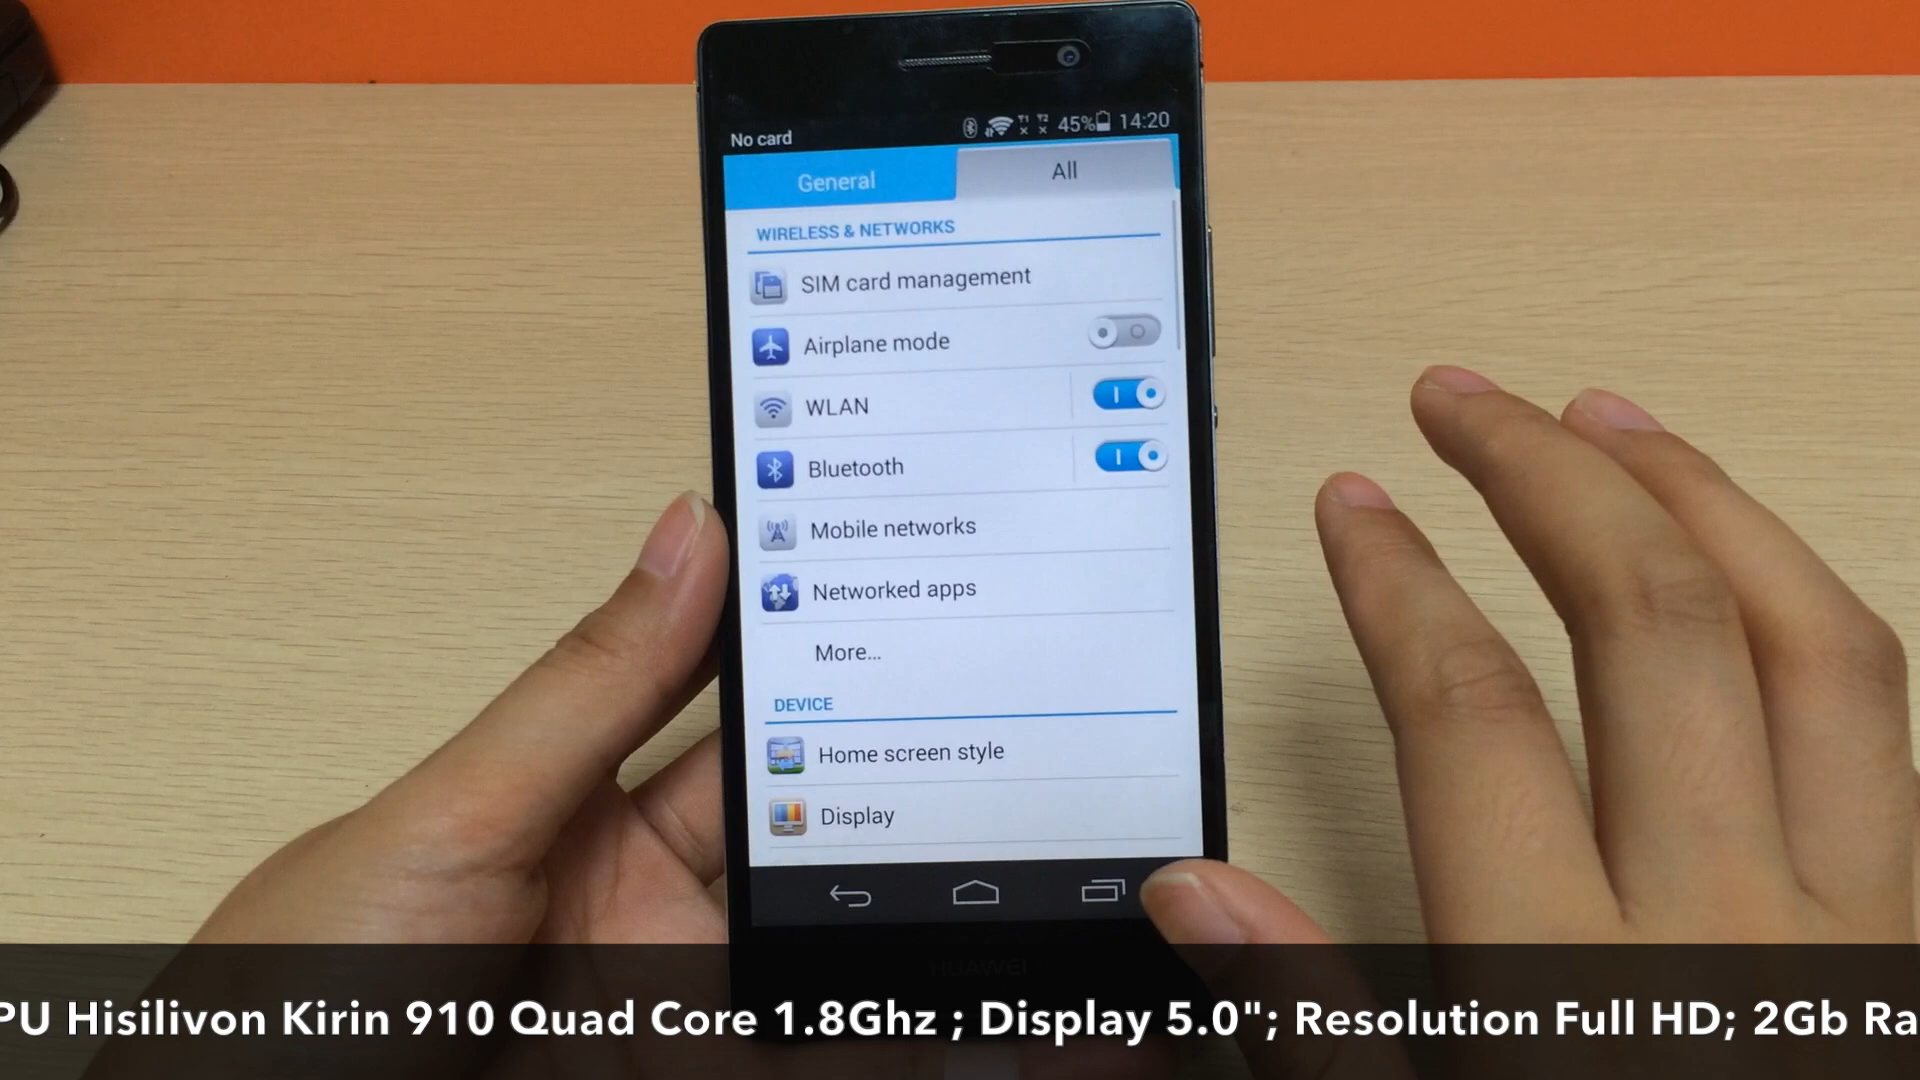 No card
45% 14:20
General
All
WIRELESS & NETWORKS
SIM card management
Airplane mode
WLAN
Bluetooth
Mobile networks
Networked apps
More...
DEVICE
Home screen style
Display
HUAWEI
PU Hisilivon Kirin 910 Quad Core 1.8Ghz ; Display 5.0"; Resolution Full HD; 2Gb Ra